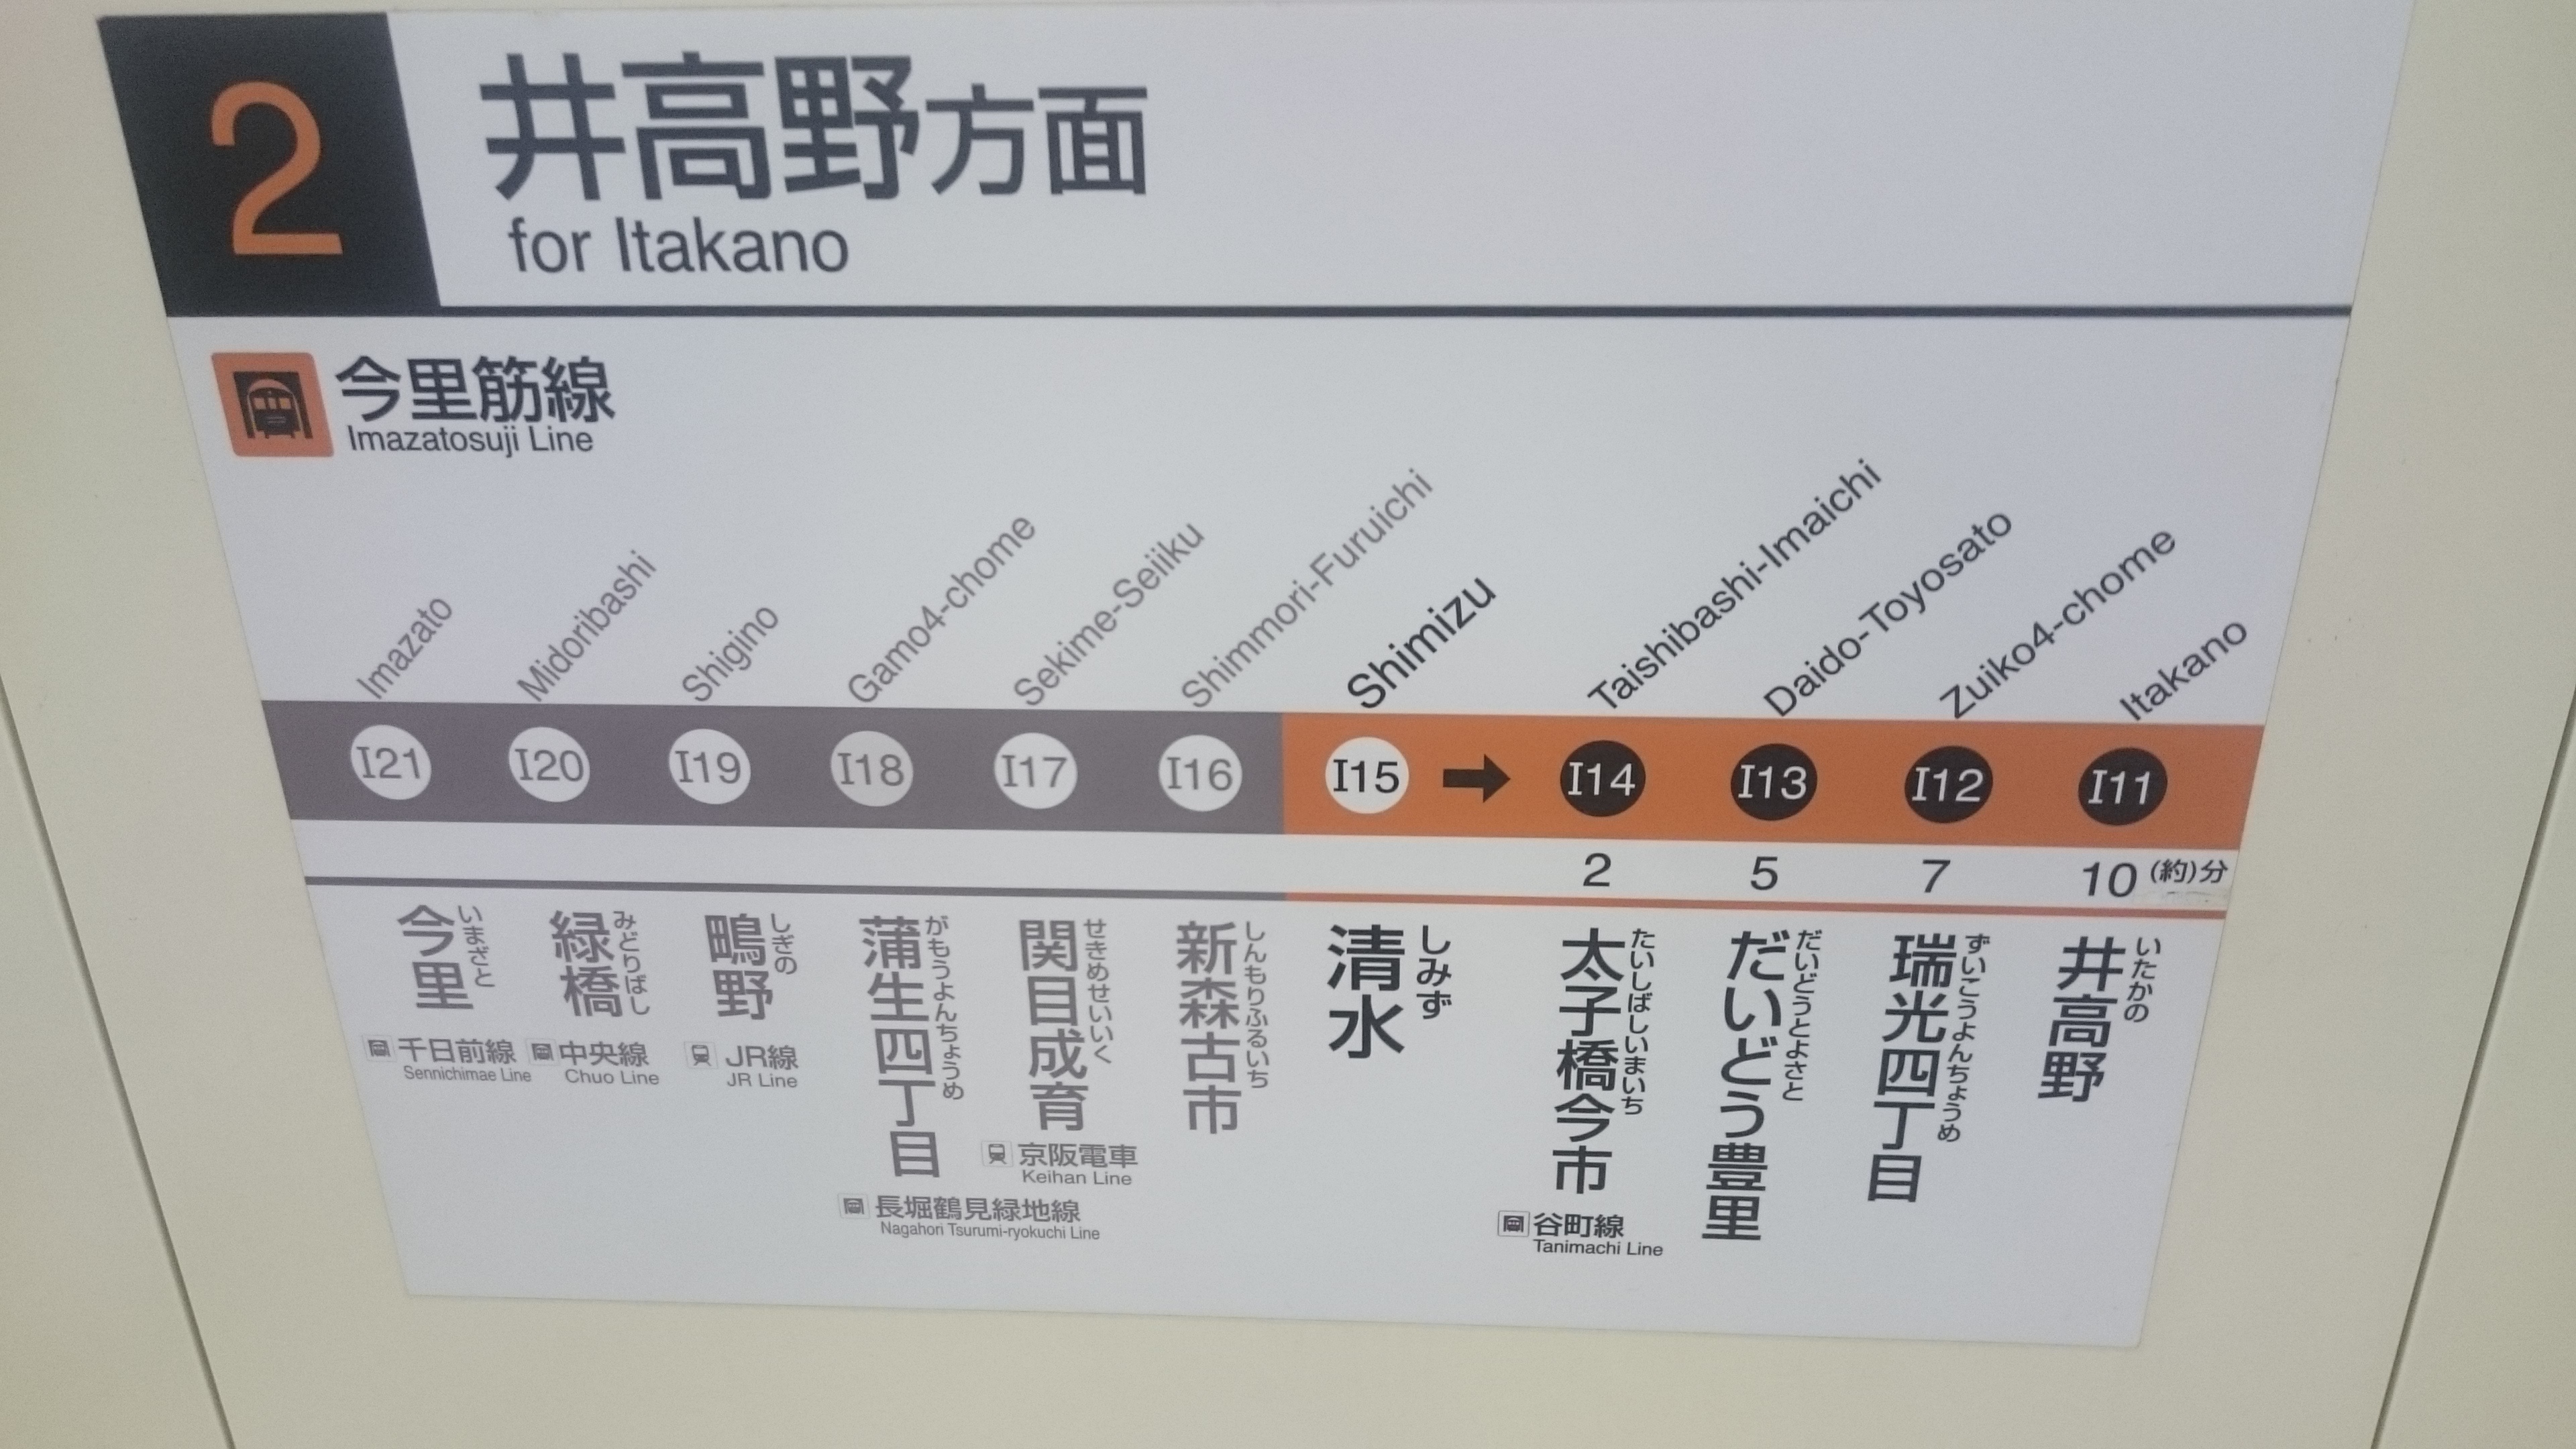 2
井高野方面
for Itakano
今里筋線
Imazatosuji Line
Imazato
Midoribashi
Shigino
Gamo4-chome
Sekime-Seiiku
Shimmori-Furuichi
Shimizu
Taishibashi-Imaichi
Daido-Toyosato
Zuiko4-chome
Itakano
I21 I20 I19 I18 I17 I16 I15 → I14 I13 I12 I11
2 5 7 10 (約)分
今里
いまざと
千日前線
Sennichimae Line
緑橋
みどりばし
中央線
Chuo Line
鴫野
しぎの
JR線
JR Line
蒲生四丁目
がもうよんちょうめ
長堀鶴見緑地線
Nagahori Tsurumi-ryokuchi Line
関目成育
せきめせいいく
京阪電車
Keihan Line
新森古市
しんもりふるいち
清水
しみず
太子橋今市
たいしばしいまいち
谷町線
Tanimachi Line
だいどう豊里
だいどうとよさと
瑞光四丁目
ずいこうよんちょうめ
井高野
いたかの